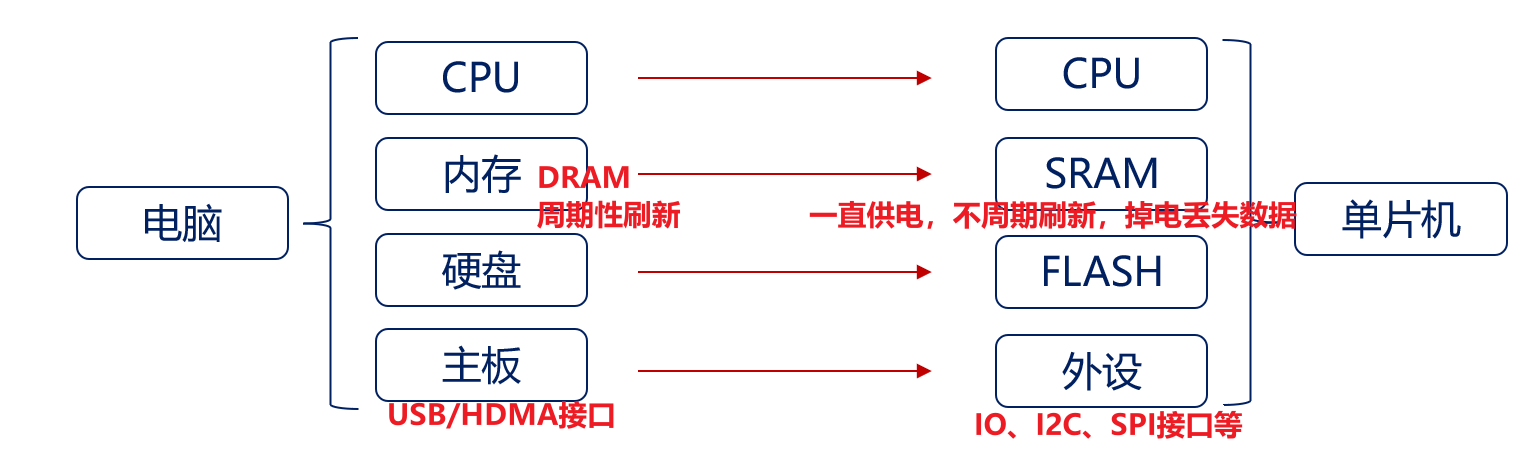 电脑
CPU
内存
DRAM
周期性刷新
硬盘
主板
USB/HDMA接口
CPU
SRAM
一直供电，不周期刷新，掉电丢失数据
FLASH
外设
IO、I2C、SPI接口等
单片机